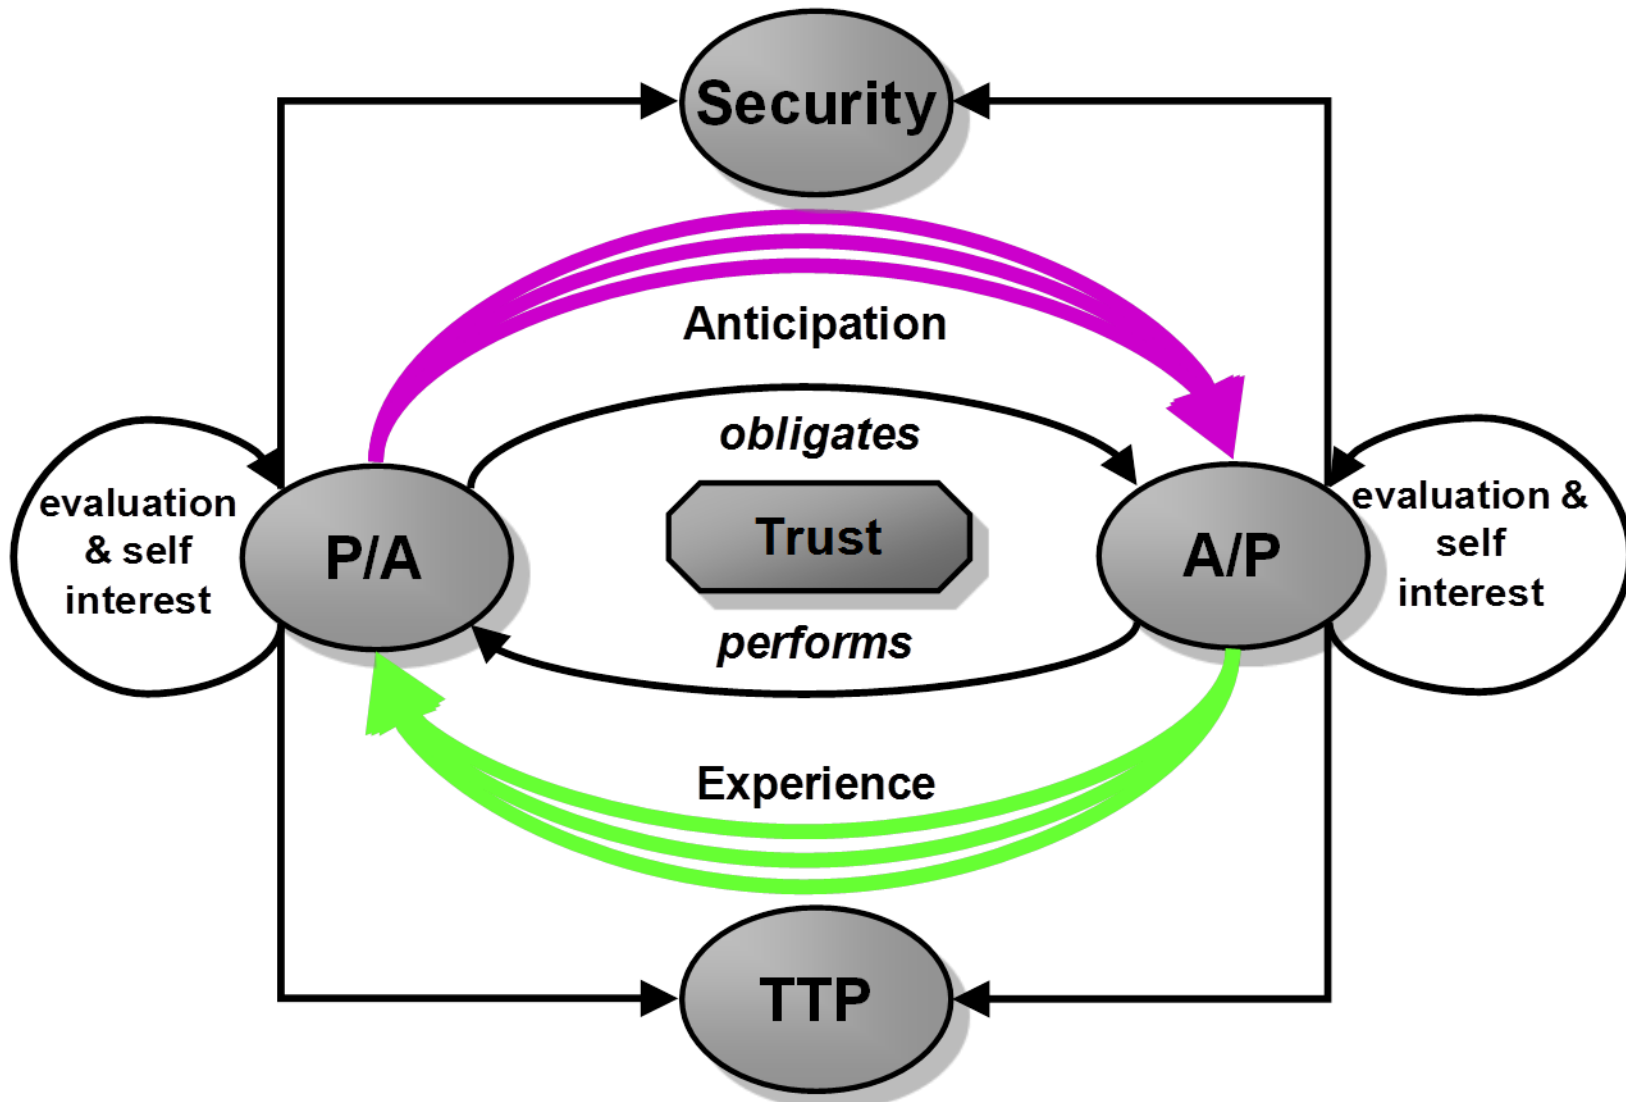 Security
Anticipation
obligates
evaluation
& self
interest
P/A
Trust
A/P
evaluation &
self
interest
performs
Experience
TTP